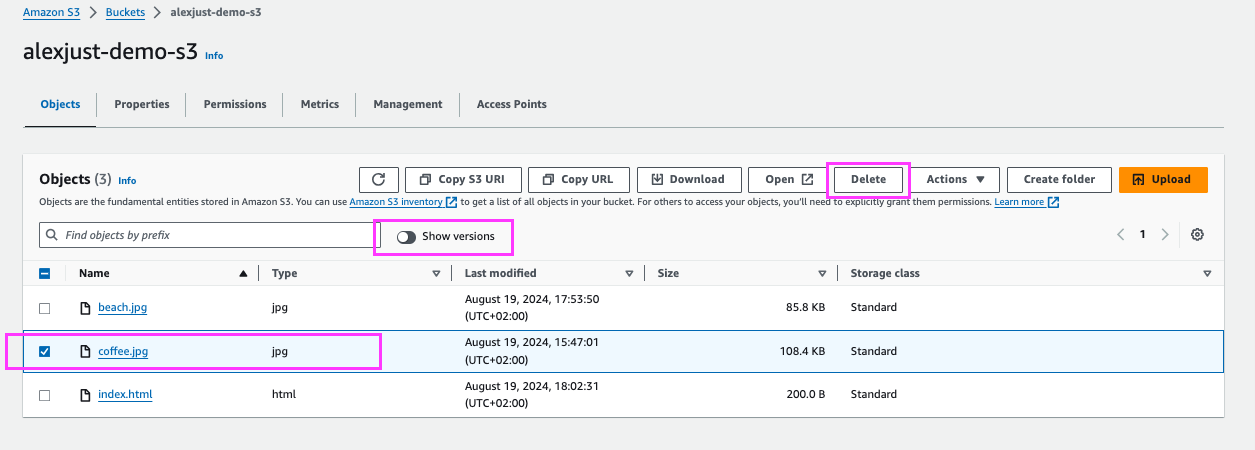 Amazon S3 > Buckets > alexjust-demo-s3
alexjust-demo-s3 Info
Objects Properties Permissions Metrics Management Access Points
Objects (3) Info Copy S3 URI Copy URL Download Open Delete Actions Create folder Upload
Objects are the fundamental entities stored in Amazon S3. You can use Amazon S3 inventory to get a list of all objects in your bucket. For others to access your objects, you'll need to explicitly grant them permissions. Learn more
Find objects by prefix Show versions 1
Name Type Last modified Size Storage class
beach.jpg jpg August 19, 2024, 17:53:50 (UTC+02:00) 85.8 KB Standard
coffee.jpg jpg August 19, 2024, 15:47:01 (UTC+02:00) 108.4 KB Standard
index.html html August 19, 2024, 18:02:31 (UTC+02:00) 200.0 B Standard